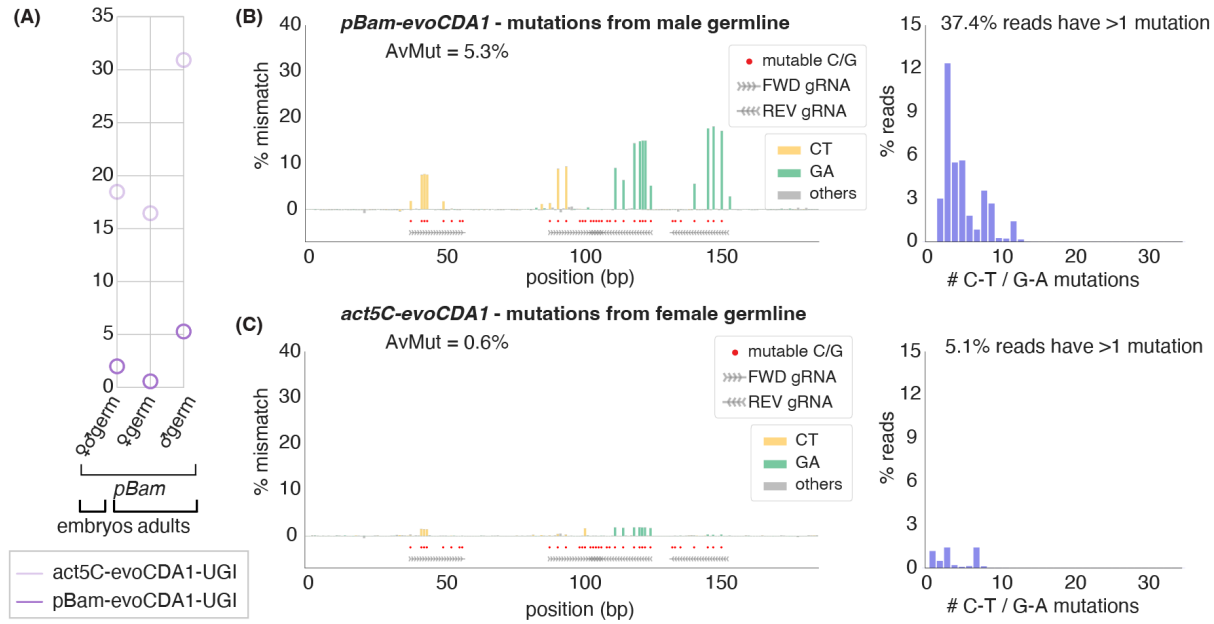 (A)
35
30
25
20
15
10
5
0
♀♂germ
♀germ
♂germ
pBam
embryos adults
act5C-evoCDA1-UGI
pBam-evoCDA1-UGI
(B)
pBam-evoCDA1 - mutations from male germline
AvMut = 5.3%
% mismatch
40
30
20
10
0
mutable C/G
FWD gRNA
REV gRNA
CT
GA
others
0 50 100 150
position (bp)
37.4% reads have >1 mutation
% reads
15
12
9
6
3
0
0 10 20 30
# C-T / G-A mutations
(C)
act5C-evoCDA1 - mutations from female germline
AvMut = 0.6%
% mismatch
40
30
20
10
0
mutable C/G
FWD gRNA
REV gRNA
CT
GA
others
0 50 100 150
position (bp)
5.1% reads have >1 mutation
% reads
15
12
9
6
3
0
0 10 20 30
# C-T / G-A mutations